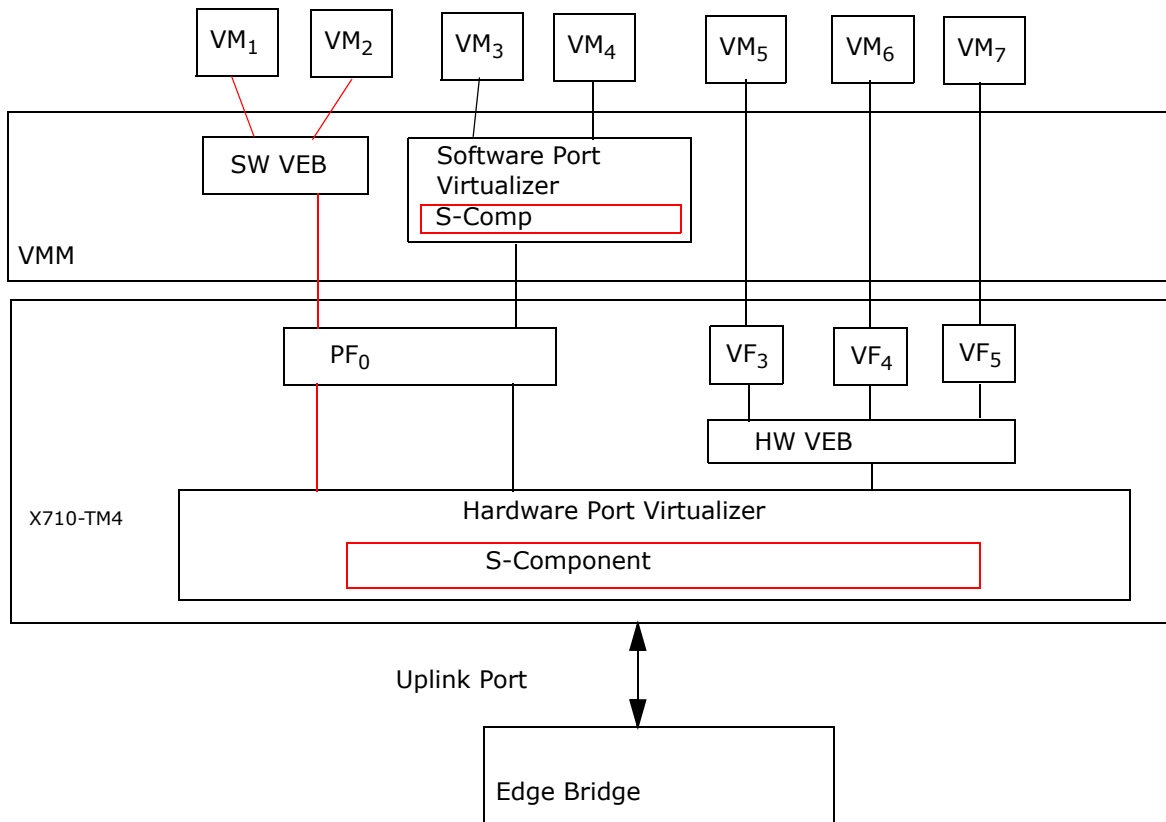 VM1
VM2
VM3
VM4
VM5
VM6
VM7
SW VEB
Software Port
Virtualizer
S-Comp
VMM
PF0
VF3
VF4
VF5
HW VEB
Hardware Port Virtualizer
X710-TM4
S-Component
Uplink Port
Edge Bridge